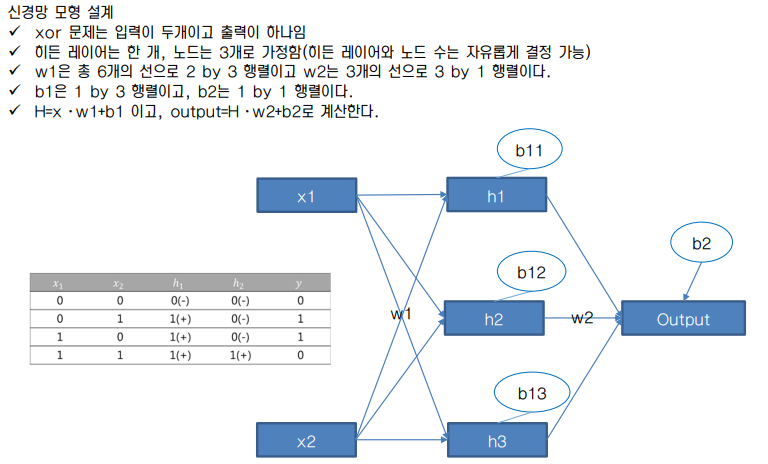 신경망 모형 설계
✓ xor 문제는 입력이 두개이고 출력이 하나임
✓ 히든 레이어는 한 개, 노드는 3개로 가정함(히든 레이어와 노드 수는 자유롭게 결정 가능)
✓ w1은 총 6개의 선으로 2 by 3 행렬이고 w2는 3개의 선으로 3 by 1 행렬이다.
✓ b1은 1 by 3 행렬이고, b2는 1 by 1 행렬이다.
✓ H=x · w1+b1 이고, output=H · w2+b2로 계산한다.
b11
x1
h1
b2
b12
w1
h2
w2
Output
b13
x2
h3
x₁ x₂ h₁ h₂ y
0 0 0(-) 0(-) 0
0 1 1(+) 0(-) 1
1 0 1(+) 0(-) 1
1 1 1(+) 1(+) 0